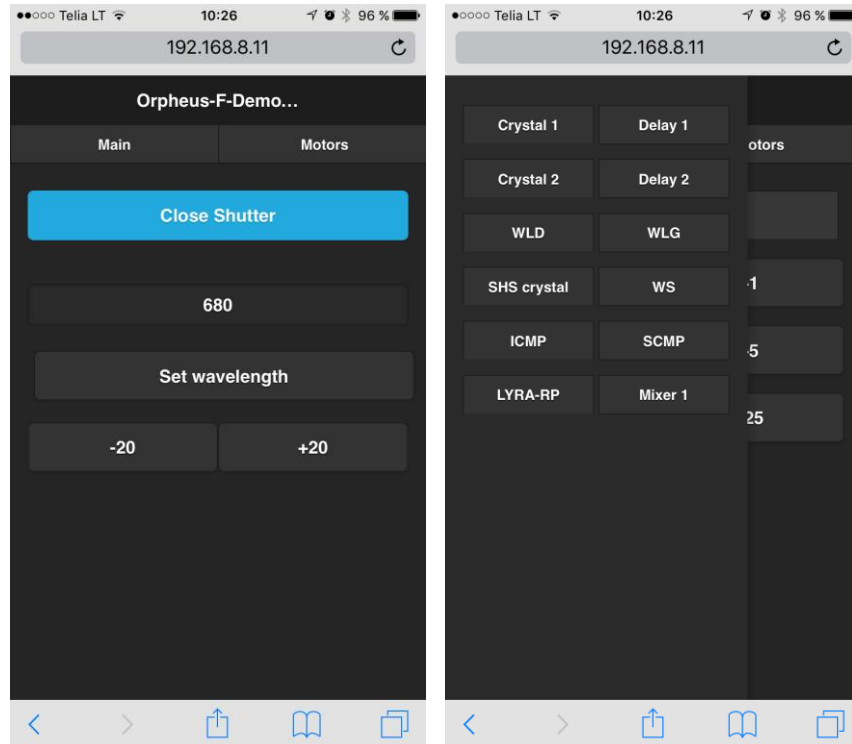 Telia LT 10:26 96 %
192.168.8.11
Orpheus-F-Demo...
Main Motors
Close Shutter
680
Set wavelength
-20 +20
Telia LT 10:26 96 %
192.168.8.11
Crystal 1 Delay 1
otors
Crystal 2 Delay 2
WLD WLG
SHS crystal WS
ICMP SCMP
5
LYRA-RP Mixer 1
25